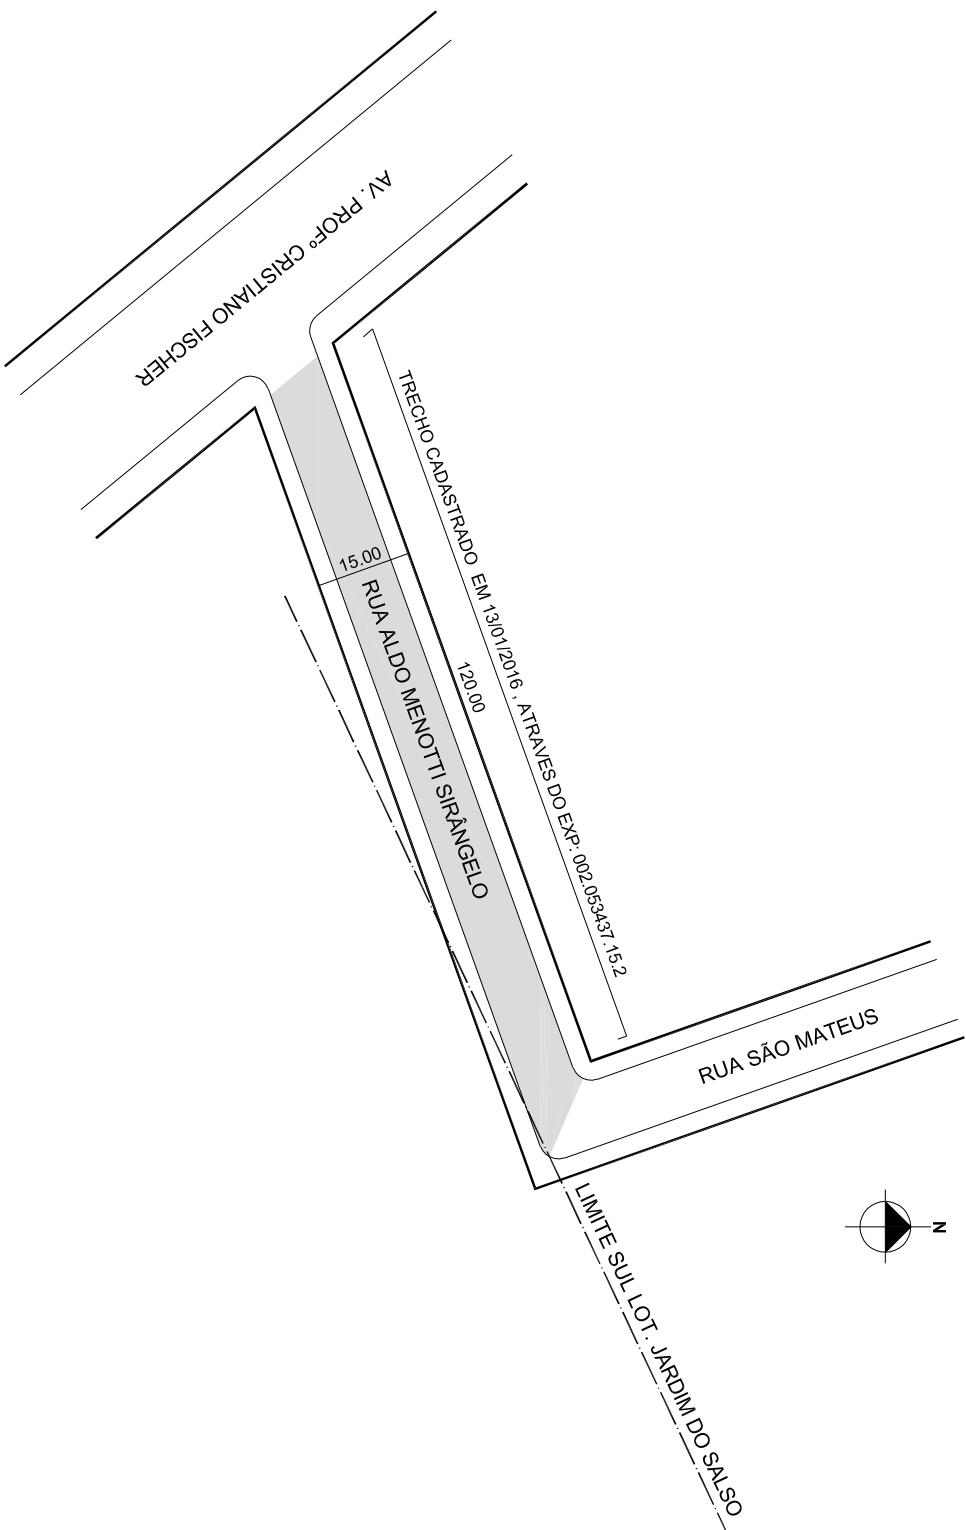 AV. PROFº CRISTIANO FISCHER
TRECHO CADASTRADO EM 13/01/2016 , ATRAVES DO EXP: 002.053437.15.2
15.00
RUA ALDO MENOTTI SIRÂNGELO
120.00
RUA SÃO MATEUS
N
LIMITE SUL LOT. JARDIM DO SALSO